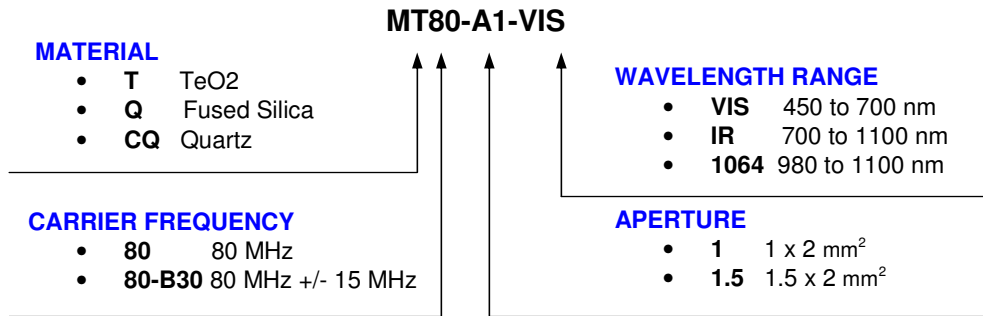 MT80-A1-VIS
MATERIAL
• T TeO2
• Q Fused Silica
• CQ Quartz
WAVELENGTH RANGE
• VIS 450 to 700 nm
• IR 700 to 1100 nm
• 1064 980 to 1100 nm
CARRIER FREQUENCY
• 80 80 MHz
• 80-B30 80 MHz +/- 15 MHz
APERTURE
• 1 1 x 2 mm²
• 1.5 1.5 x 2 mm²